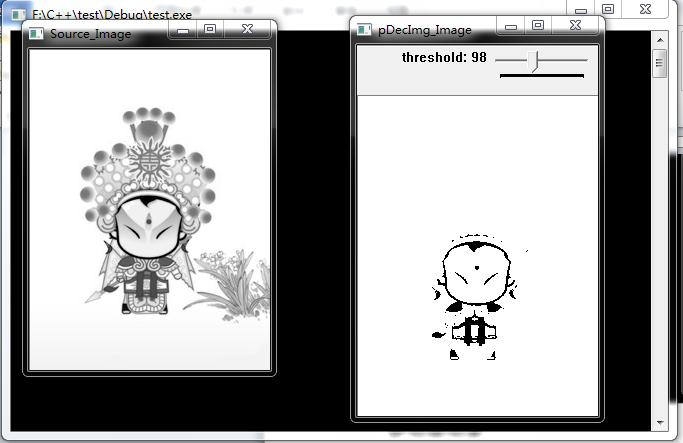 F:\C++\test\Debug\test.exe
Source_Image
pDecImg_Image
threshold: 98